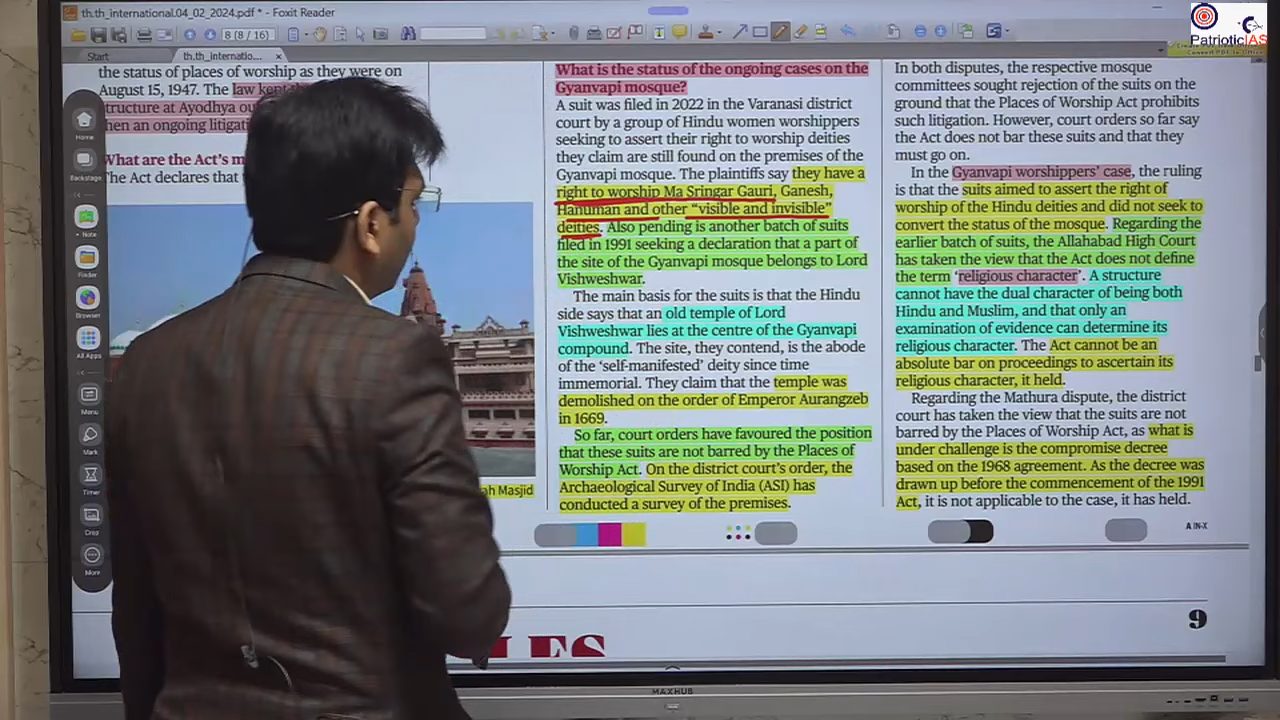 th.th_international.04_02_2024.pdf * - Foxit Reader
PatrioticIAS
8 (8 / 16)
Start
th.th_internatio...
the status of places of worship as they were on
August 15, 1947. The law kept
structure at Ayodhya
hen an ongoing
What are the Act's
The Act declares that
Home
Backstage
Note
Finder
Browser
All Apps
Menu
Mark
Timer
Crop
More
ah Masjid
What is the status of the ongoing cases on the
Gyanvapi mosque?
A suit was filed in 2022 in the Varanasi district
court by a group of Hindu women worshippers
seeking to assert their right to worship deities
they claim are still found on the premises of the
Gyanvapi mosque. The plaintiffs say they have a
right to worship Ma Sringar Gauri, Ganesh,
Hanuman and other “visible and invisible”
deities. Also pending is another batch of suits
filed in 1991 seeking a declaration that a part of
the site of the Gyanvapi mosque belongs to Lord
Vishweshwar.
The main basis for the suits is that the Hindu
side says that an old temple of Lord
Vishweshwar lies at the centre of the Gyanvapi
compound. The site, they contend, is the abode
of the ‘self-manifested’ deity since time
immemorial. They claim that the temple was
demolished on the order of Emperor Aurangzeb
in 1669.
So far, court orders have favoured the position
that these suits are not barred by the Places of
Worship Act. On the district court’s order, the
Archaeological Survey of India (ASI) has
conducted a survey of the premises.
In both disputes, the respective mosque
committees sought rejection of the suits on the
ground that the Places of Worship Act prohibits
such litigation. However, court orders so far say
the Act does not bar these suits and that they
must go on.
In the Gyanvapi worshippers’ case, the ruling
is that the suits aimed to assert the right of
worship of the Hindu deities and did not seek to
convert the status of the mosque. Regarding the
earlier batch of suits, the Allahabad High Court
has taken the view that the Act does not define
the term ‘religious character’. A structure
cannot have the dual character of being both
Hindu and Muslim, and that only an
examination of evidence can determine its
religious character. The Act cannot be an
absolute bar on proceedings to ascertain its
religious character, it held.
Regarding the Mathura dispute, the district
court has taken the view that the suits are not
barred by the Places of Worship Act, as what is
under challenge is the compromise decree
based on the 1968 agreement. As the decree was
drawn up before the commencement of the 1991
Act, it is not applicable to the case, it has held.
A IN-X
9
MAXHUB